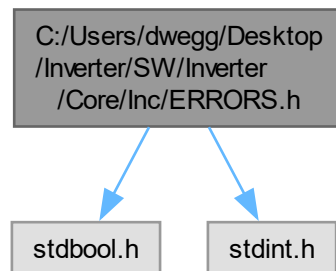 C:/Users/dwegg/Desktop
/Inverter/SW/Inverter
/Core/Inc/ERRORS.h
stdbool.h
stdint.h